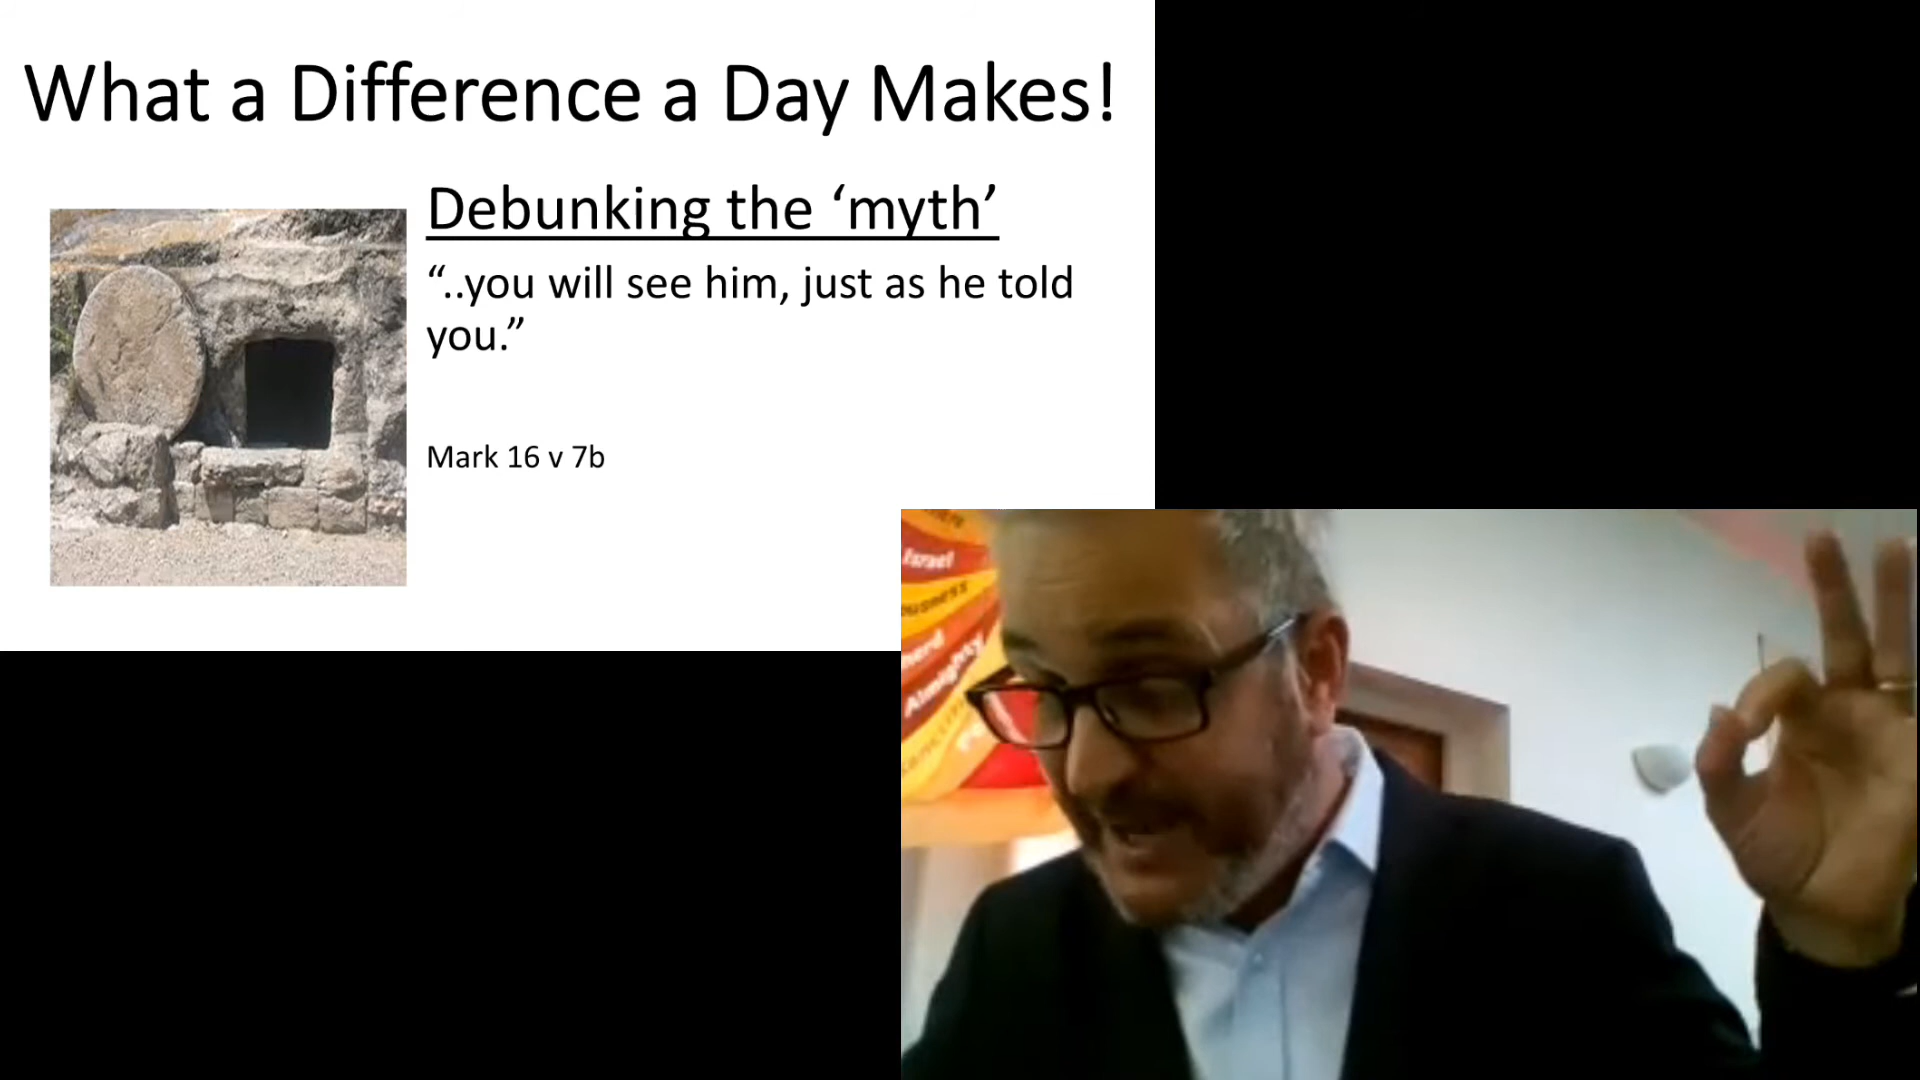 What a Difference a Day Makes!
Debunking the ‘myth’
“..you will see him, just as he told
you.”
Mark 16 v 7b
Israel
Almighty